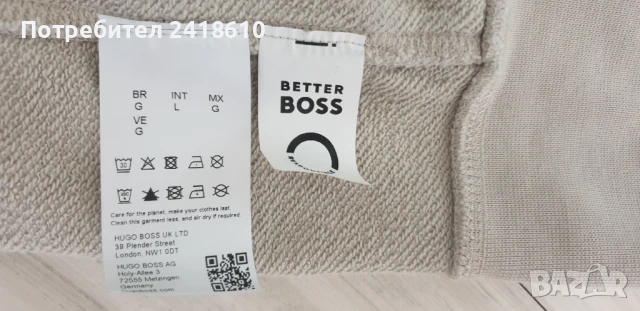 Потребител 2418610
BR INT MX
G L G
VE
G
30
Care for the planet, make your clothes last.
Clean this garment less, and air dry if required.
HUGO BOSS UK LTD
39 Plender Street
London, NW1 0DT
HUGO BOSS AG
Holy-Allee 3
72555 Metzingen
Germany
BETTER
BOSS
bazar